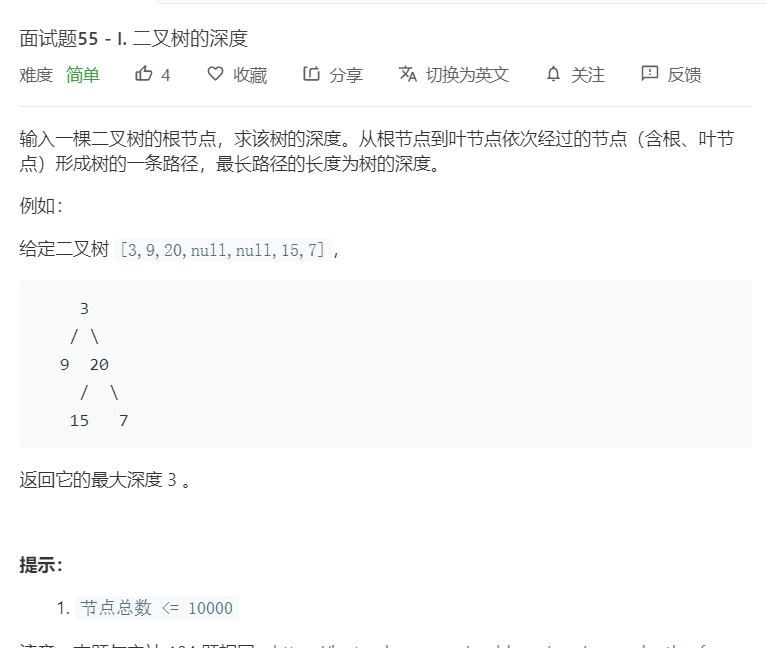 面试题55 - I. 二叉树的深度
难度 简单 4 收藏 分享 切换为英文 关注 反馈
输入一棵二叉树的根节点，求该树的深度。从根节点到叶节点依次经过的节点（含根、叶节
点）形成树的一条路径，最长路径的长度为树的深度。
例如：
给定二叉树 [3,9,20,null,null,15,7]，
3
/ \
9 20
/ \
15 7
返回它的最大深度 3 。
提示：
1. 节点总数 <= 10000